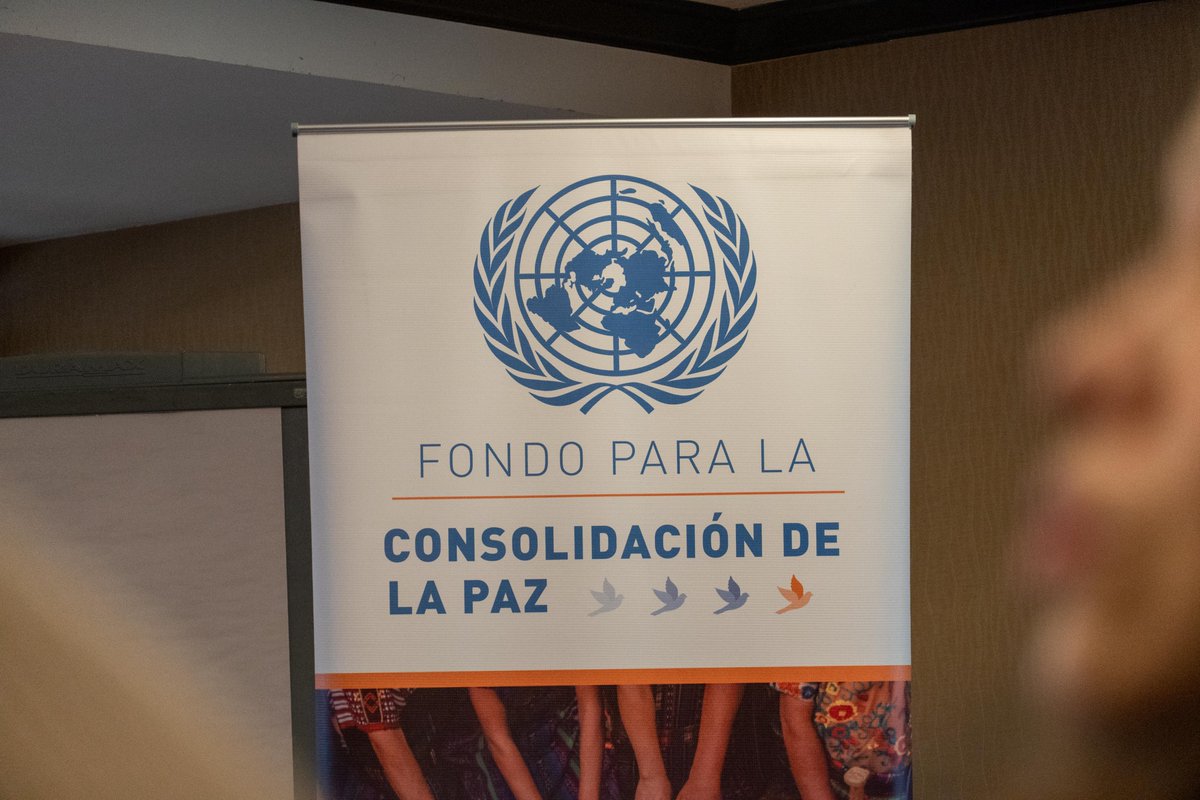 FONDO PARA LA
CONSOLIDACIÓN DE
LA PAZ